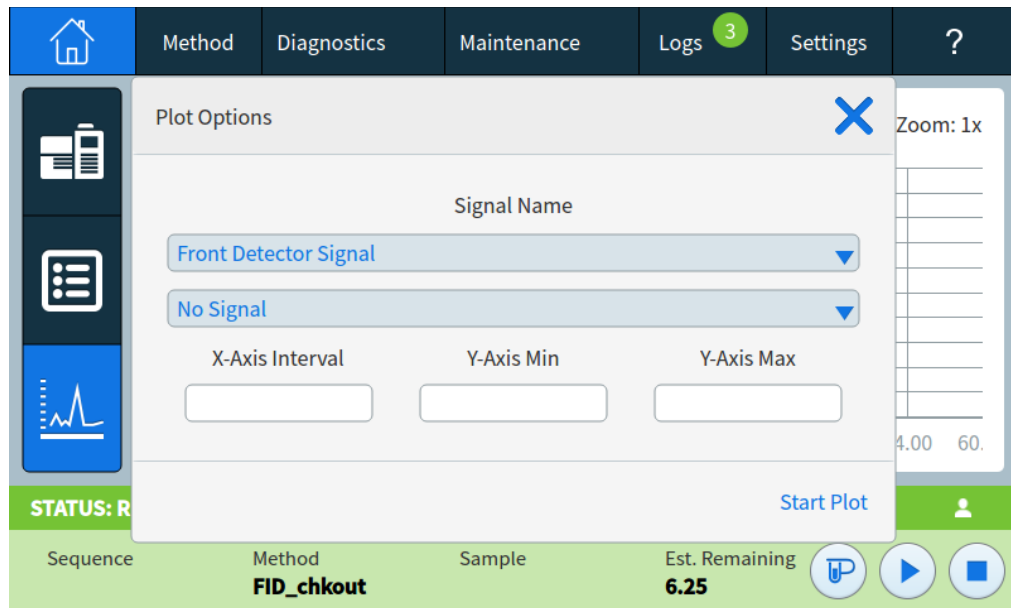 Method Diagnostics Maintenance Logs 3 Settings ?
Plot Options
Zoom: 1x
Signal Name
Front Detector Signal
No Signal
X-Axis Interval Y-Axis Min Y-Axis Max
4.00 60.
Start Plot
STATUS: R
Sequence Method Sample Est. Remaining
FID_chkout 6.25